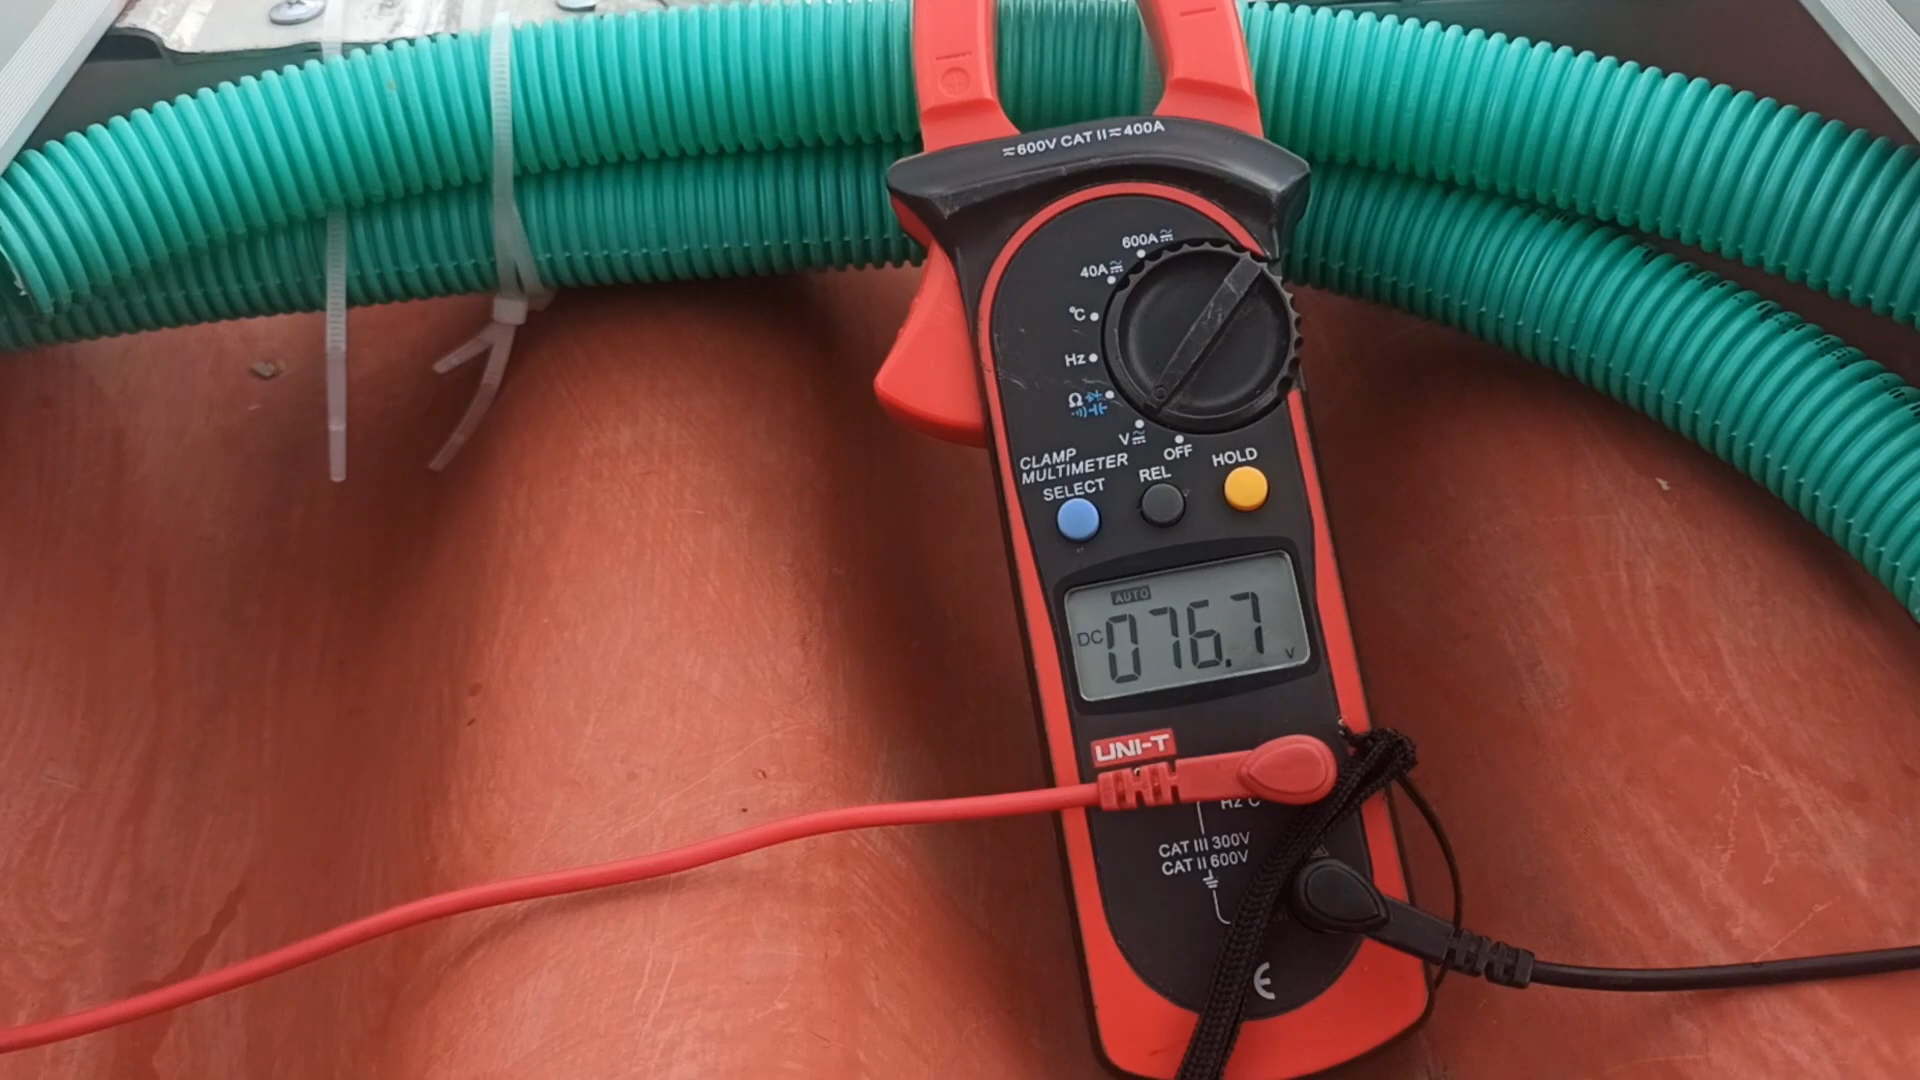 ≂600V CAT II ≂400A
600A
40A
°C
Hz
Ω
V
OFF
CLAMP
MULTIMETER
SELECT
REL
HOLD
AUTO
DC 076.7 V
UNI-T
Hz°C
CAT III 300V
CAT II 600V
CE